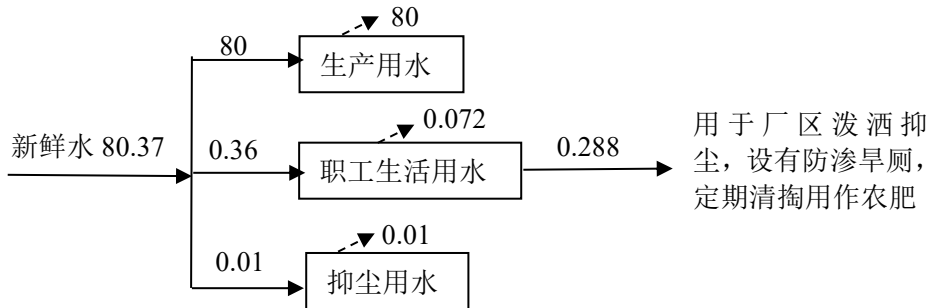 80
80
生产用水
0.072
新鲜水 80.37
0.36
职工生活用水
0.288
用于厂区泼洒抑
尘，设有防渗旱厕，
定期清掏用作农肥
0.01
0.01
抑尘用水